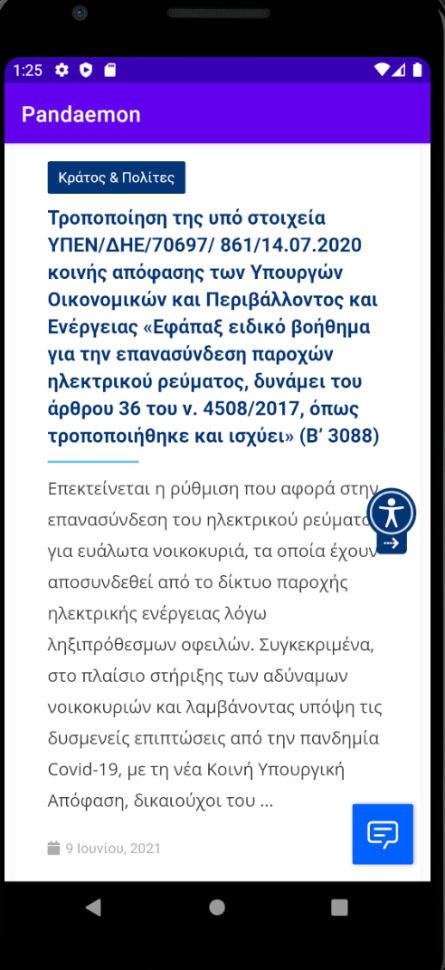 1:25
Pandaemon
Κράτος & Πολίτες
Τροποποίηση της υπό στοιχεία
ΥΠΕΝ/ΔΗΕ/70697/ 861/14.07.2020
κοινής απόφασης των Υπουργών
Οικονομικών και Περιβάλλοντος και
Ενέργειας «Εφάπαξ ειδικό βοήθημα
για την επανασύνδεση παροχών
ηλεκτρικού ρεύματος, δυνάμει του
άρθρου 36 του ν. 4508/2017, όπως
τροποποιήθηκε και ισχύει» (Β’ 3088)
Επεκτείνεται η ρύθμιση που αφορά στην
επανασύνδεση του ηλεκτρικού
για ευάλωτα νοικοκυριά, τα οποία έχουν
αποσυνδεθεί από το δίκτυο παροχής
ηλεκτρικής ενέργειας λόγω
ληξιπρόθεσμων οφειλών. Συγκεκριμένα,
στο πλαίσιο στήριξης των αδύναμων
νοικοκυριών και λαμβάνοντας υπόψη τις
δυσμενείς επιπτώσεις από την πανδημία
Covid-19, με τη νέα Κοινή Υπουργική
Απόφαση, δικαιούχοι του ...
9 Ιουνίου, 2021